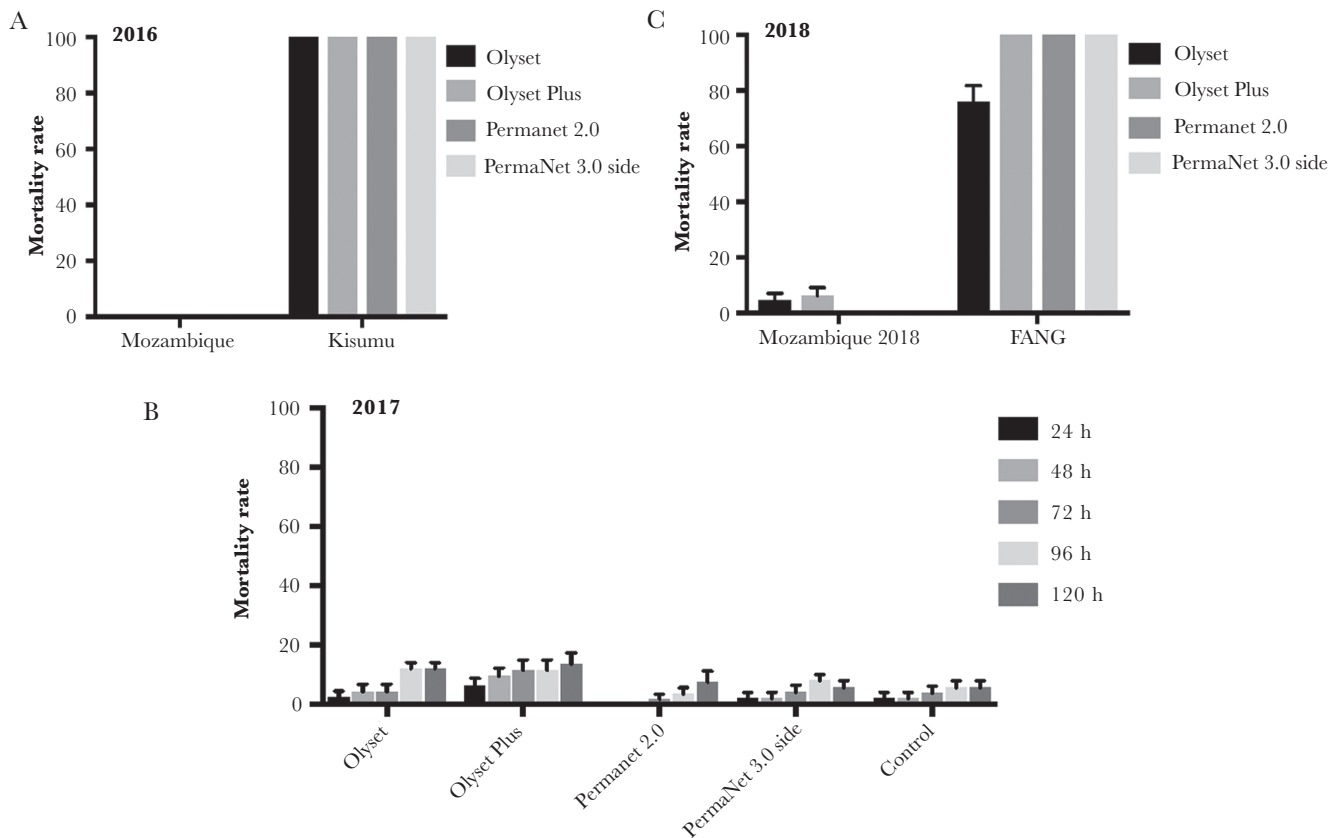 A
2016
Mortality rate
100
80
60
40
20
0
Mozambique
Kisumu
Olyset
Olyset Plus
Permanet 2.0
PermaNet 3.0 side
C
2018
Mortality rate
100
80
60
40
20
0
Mozambique 2018
FANG
Olyset
Olyset Plus
Permanet 2.0
PermaNet 3.0 side
B
2017
Mortality rate
100
80
60
40
20
0
Olyset
Olyset Plus
Permanet 2.0
PermaNet 3.0 side
Control
24 h
48 h
72 h
96 h
120 h